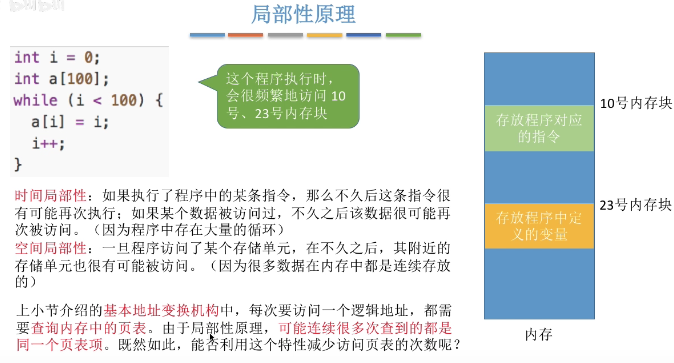 局部性原理
int i = 0;
int a[100];
while (i < 100) {
a[i] = i;
i++;
}
这个程序执行时，
会很频繁地访问 10
号、23号内存块
10号内存块
存放程序对应
的指令
23号内存块
存放程序中定
义的变量
内存
时间局部性：如果执行了程序中的某条指令，那么不久后这条指令很
有可能再次执行；如果某个数据被访问过，不久之后该数据很可能再
次被访问。（因为程序中存在大量的循环）
空间局部性：一旦程序访问了某个存储单元，在不久之后，其附近的
存储单元也很有可能被访问。（因为很多数据在内存中都是连续存放
的）
上小节介绍的基本地址变换机构中，每次要访问一个逻辑地址，都需
要查询内存中的页表。由于局部性原理，可能连续很多次查到的都是
同一个页表项。既然如此，能否利用这个特性减少访问页表的次数呢？